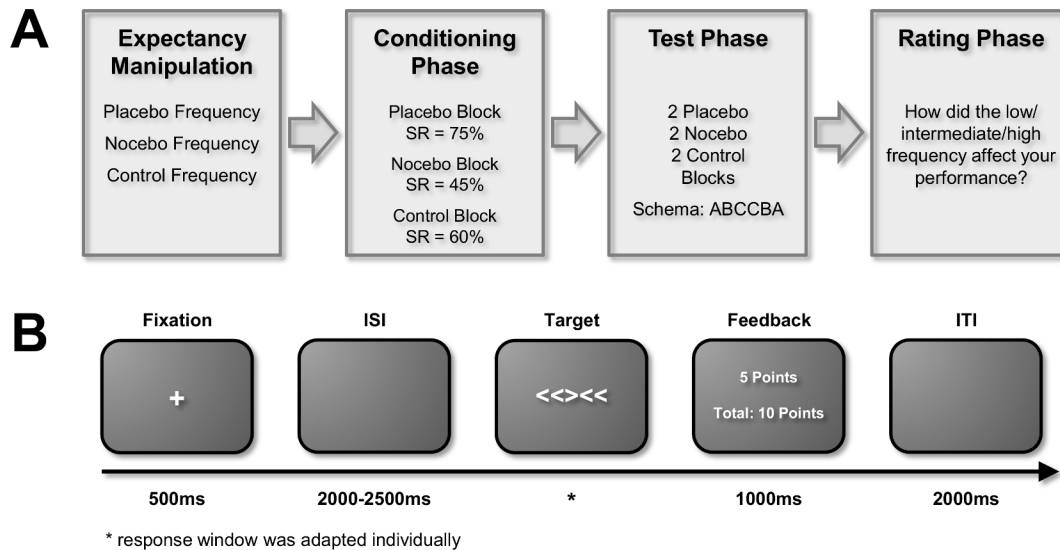 A
Expectancy
Manipulation
Placebo Frequency
Nocebo Frequency
Control Frequency
Conditioning
Phase
Placebo Block
SR = 75%
Nocebo Block
SR = 45%
Control Block
SR = 60%
Test Phase
2 Placebo
2 Nocebo
2 Control
Blocks
Schema: ABCCBA
Rating Phase
How did the low/
intermediate/high
frequency affect your
performance?
B
Fixation
ISI
Target
Feedback
ITI
+
<<><<
5 Points
Total: 10 Points
500ms
2000-2500ms
*
1000ms
2000ms
* response window was adapted individually